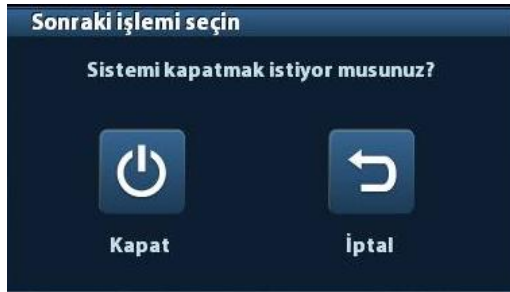 Sonraki işlemi seçin
Sistemi kapatmak istiyor musunuz?
Kapat
İptal